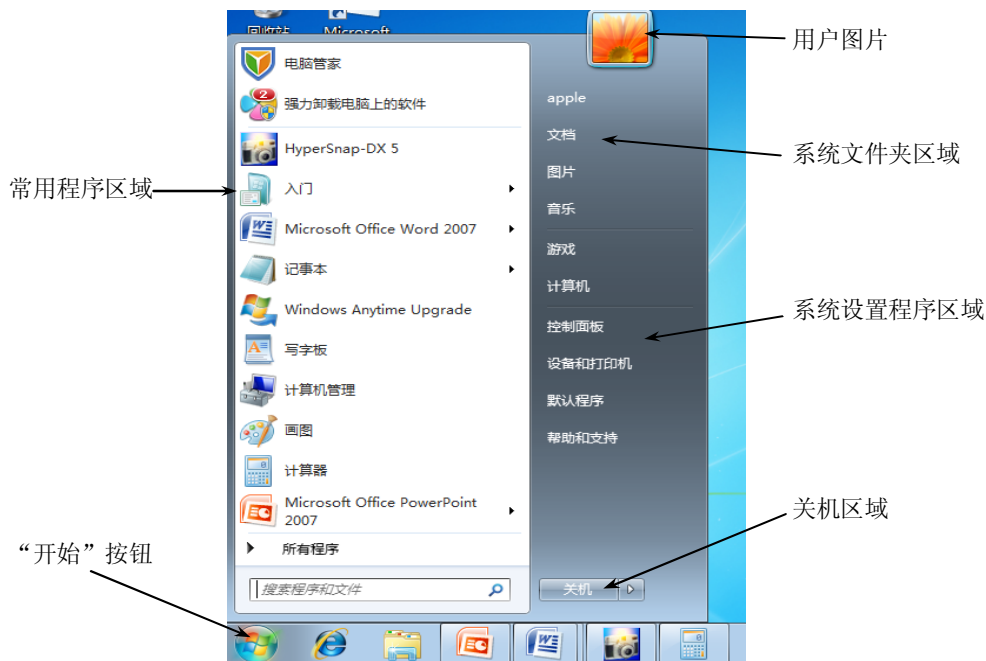 回收站 Microsoft
用户图片
电脑管家
2
强力卸载电脑上的软件
HyperSnap-DX 5
常用程序区域
入门
Microsoft Office Word 2007
记事本
Windows Anytime Upgrade
写字板
计算机管理
画图
计算器
Microsoft Office PowerPoint
2007
所有程序
搜索程序和文件
apple
文档
系统文件夹区域
图片
音乐
游戏
计算机
系统设置程序区域
控制面板
设备和打印机
默认程序
帮助和支持
关机区域
关机
“开始”按钮